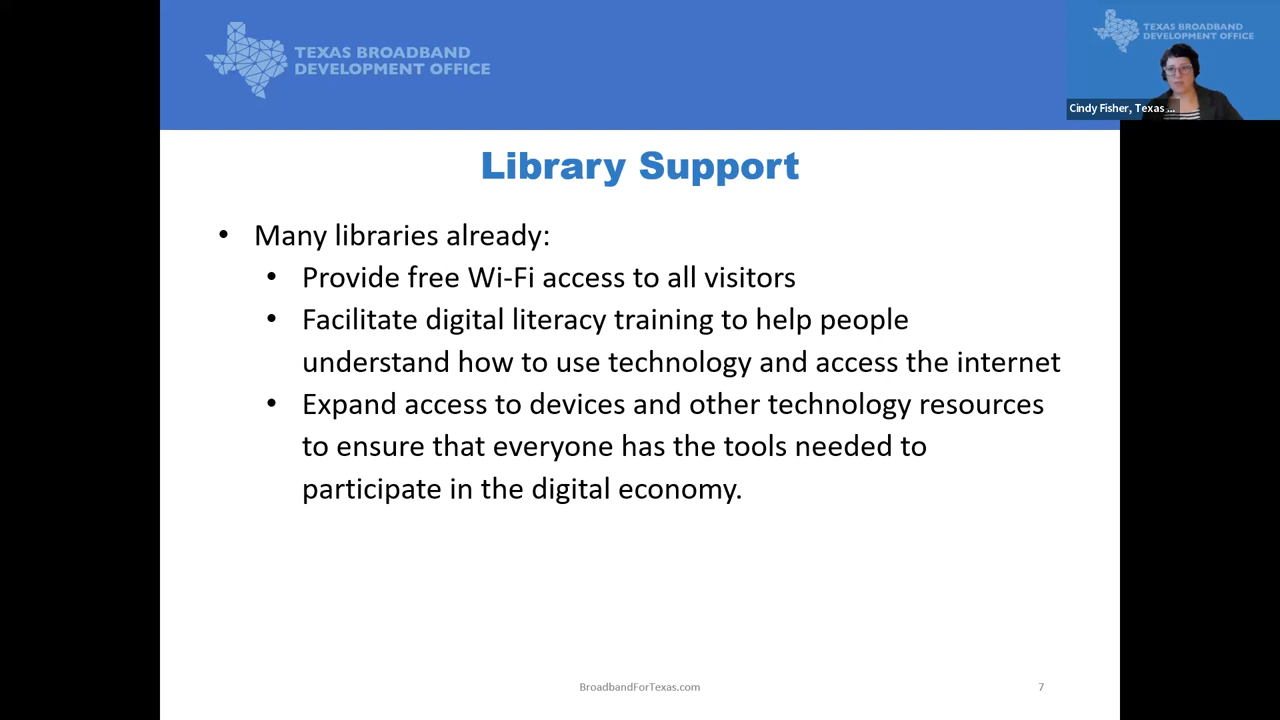 TEXAS BROADBAND
DEVELOPMENT OFFICE
TEXAS BROADBAND
DEVELOPMENT OFFICE
Cindy Fisher, Texas ...
Library Support
• Many libraries already:
• Provide free Wi-Fi access to all visitors
• Facilitate digital literacy training to help people
understand how to use technology and access the internet
• Expand access to devices and other technology resources
to ensure that everyone has the tools needed to
participate in the digital economy.
BroadbandForTexas.com
7